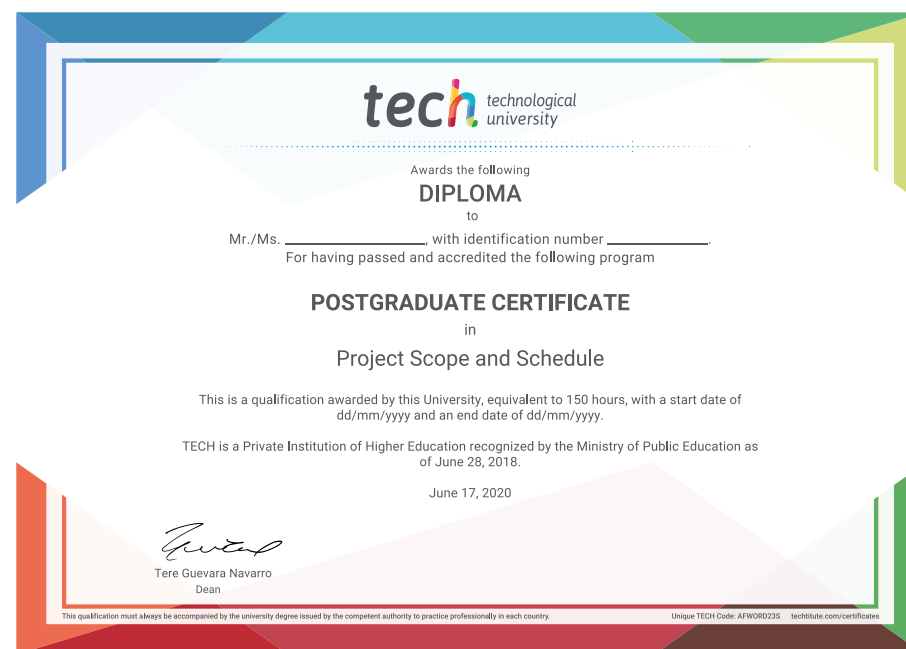 tech technological
university
Awards the following
DIPLOMA
to
Mr./Ms. ____________________, with identification number ______________.
For having passed and accredited the following program
POSTGRADUATE CERTIFICATE
in
Project Scope and Schedule
This is a qualification awarded by this University, equivalent to 150 hours, with a start date of
dd/mm/yyyy and an end date of dd/mm/yyyy.
TECH is a Private Institution of Higher Education recognized by the Ministry of Public Education as
of June 28, 2018.
June 17, 2020
Tere Guevara Navarro
Dean
This qualification must always be accompanied by the university degree issued by the competent authority to practice professionally in each country.
Unique TECH Code: AFWORD23S techtitute.com/certificates